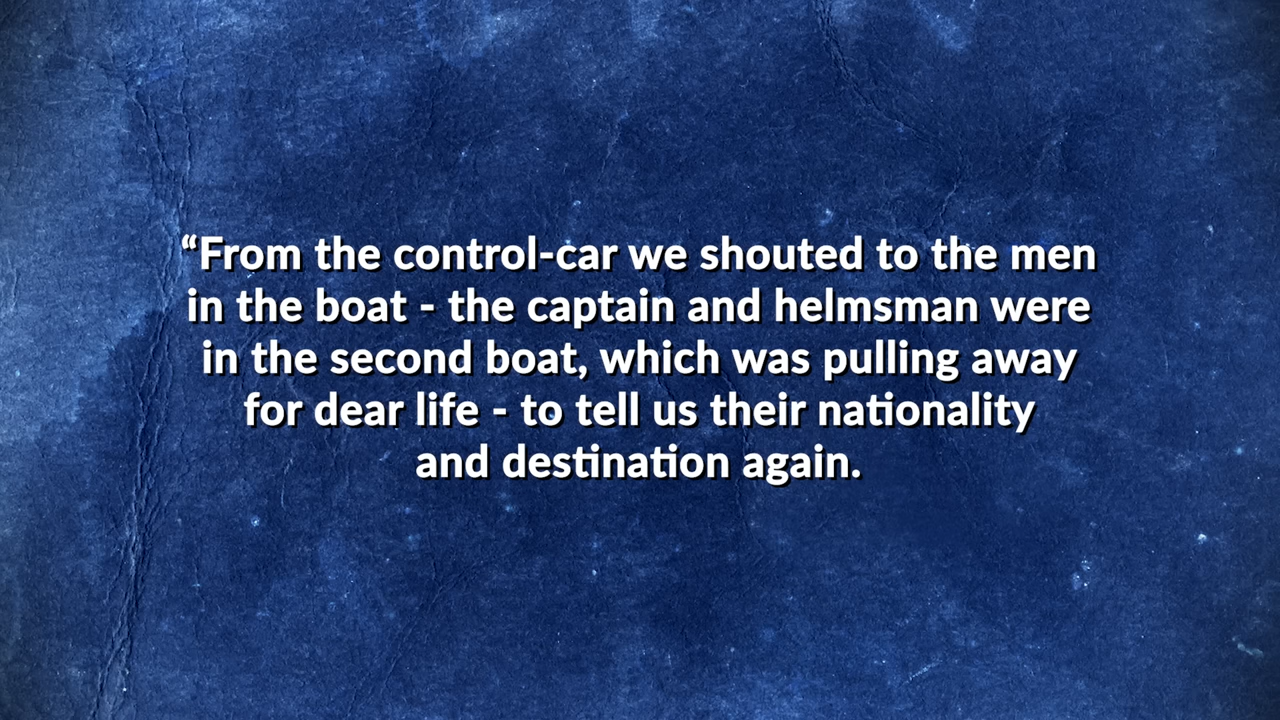 “From the control-car we shouted to the men
in the boat - the captain and helmsman were
in the second boat, which was pulling away
for dear life - to tell us their nationality
and destination again.